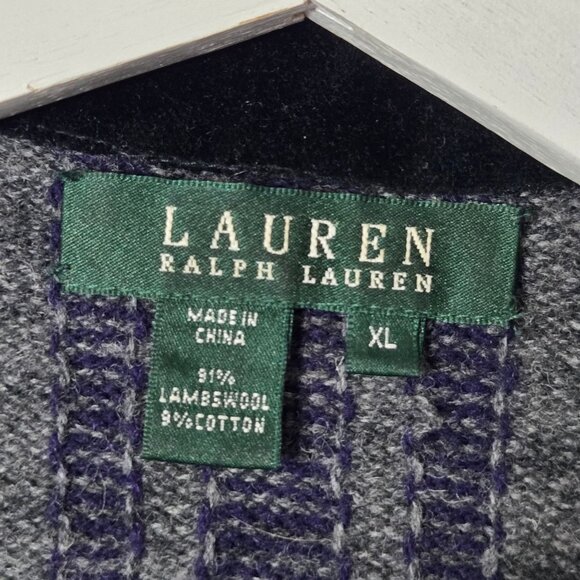 LAUREN
RALPH LAUREN
MADE IN
CHINA
91%
LAMBSWOOL
9% COTTON
XL